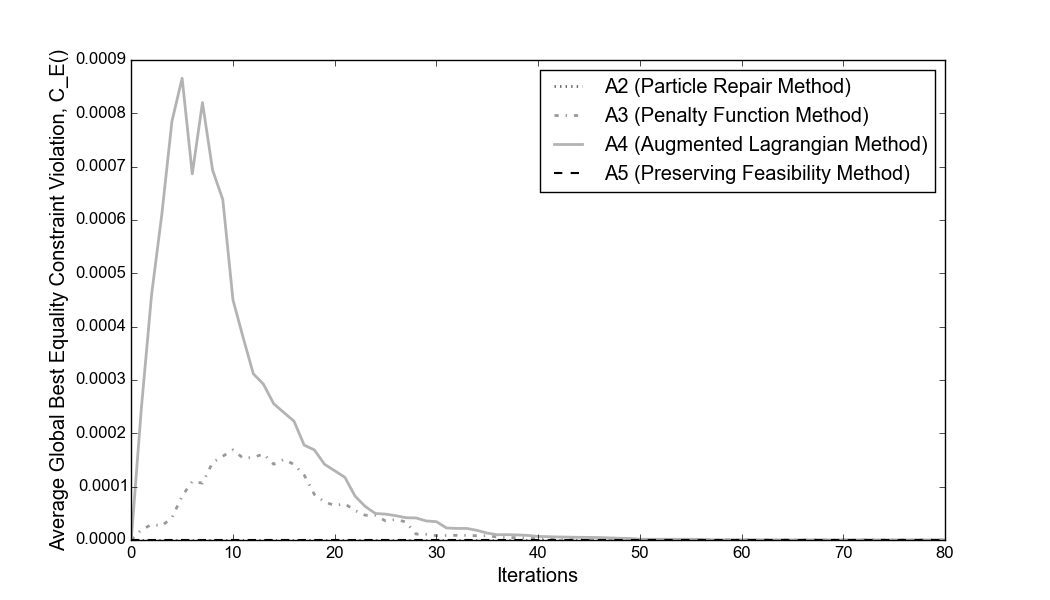 Average Global Best Equality Constraint Violation, C_E()
0.0009
0.0008
0.0007
0.0006
0.0005
0.0004
0.0003
0.0002
0.0001
0.0000
A2 (Particle Repair Method)
A3 (Penalty Function Method)
A4 (Augmented Lagrangian Method)
A5 (Preserving Feasibility Method)
0 10 20 30 40 50 60 70 80
Iterations